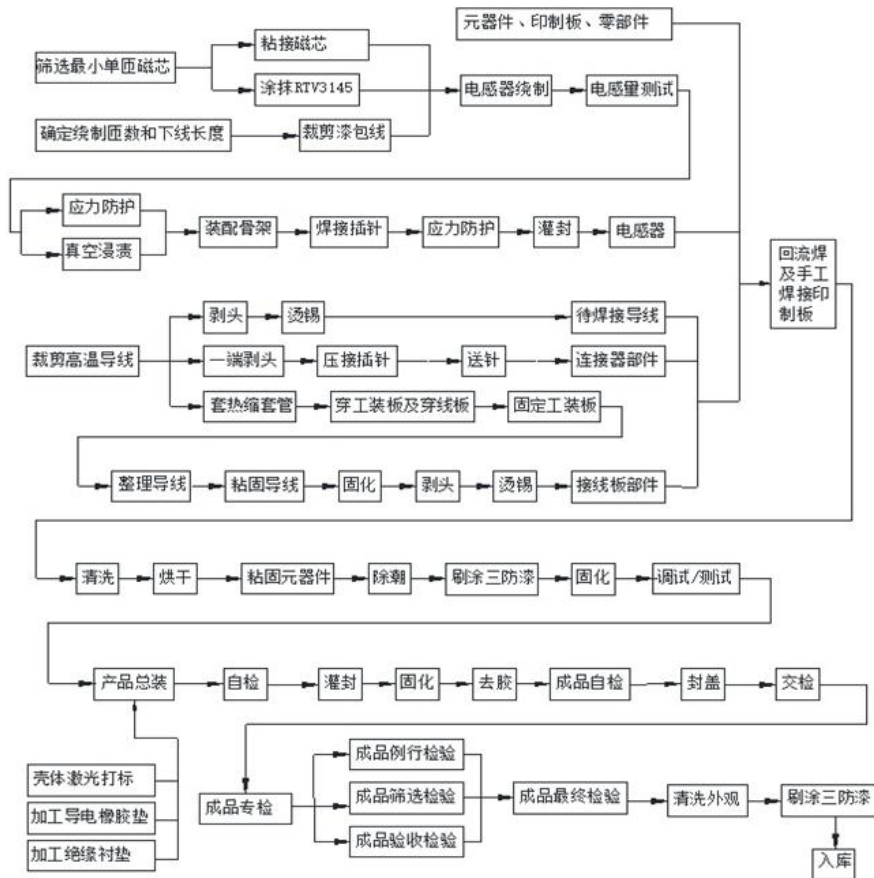 元器件、印制板、零部件
粘接磁芯
筛选最小单匝磁芯
涂抹RTV3145
电感器绕制
电感量测试
确定绕制匝数和下线长度
裁剪漆包线
应力防护
真空浸渍
装配骨架
焊接插针
应力防护
灌封
电感器
回流焊
及手工
焊接印
制板
剥头
烫锡
待焊接导线
裁剪高温导线
一端剥头
压接插针
送针
连接器部件
套热缩套管
穿工装板及穿线板
固定工装板
整理导线
粘固导线
固化
剥头
烫锡
接线板部件
清洗
烘干
粘固元器件
除潮
刷涂三防漆
固化
调试/测试
产品总装
自检
灌封
固化
去胶
成品自检
封盖
交检
壳体激光打标
加工导电橡胶垫
加工绝缘衬垫
成品专检
成品例行检验
成品筛选检验
成品验收检验
成品最终检验
清洗外观
刷涂三防漆
入库